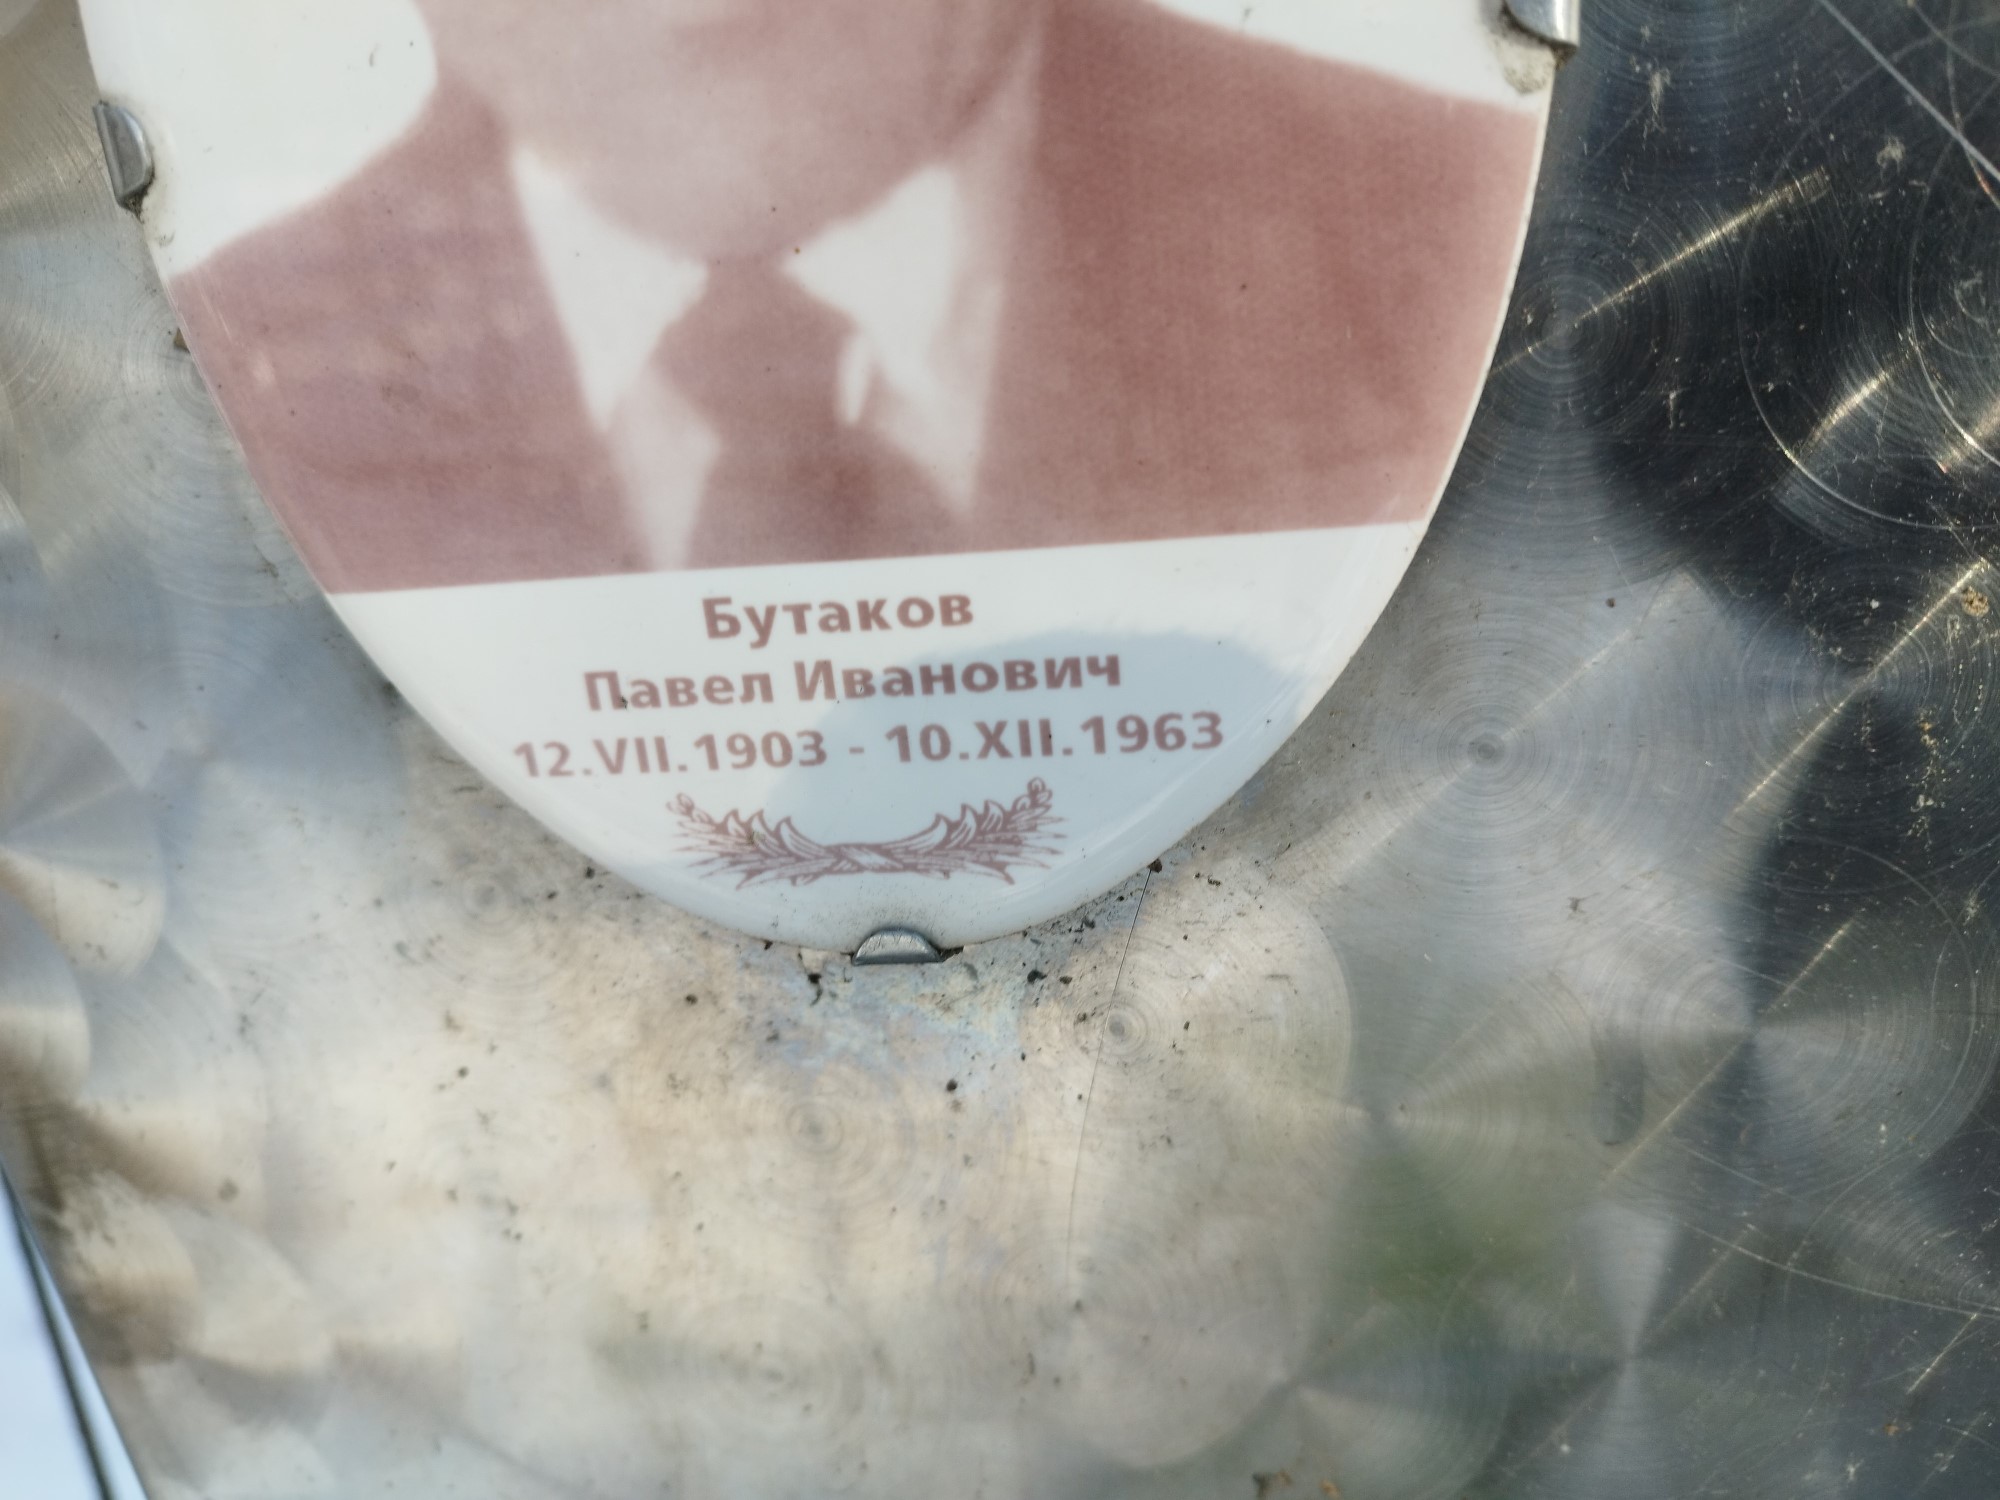 Бутаков
Павел Иванович
12.VII.1903 - 10.XII.1963